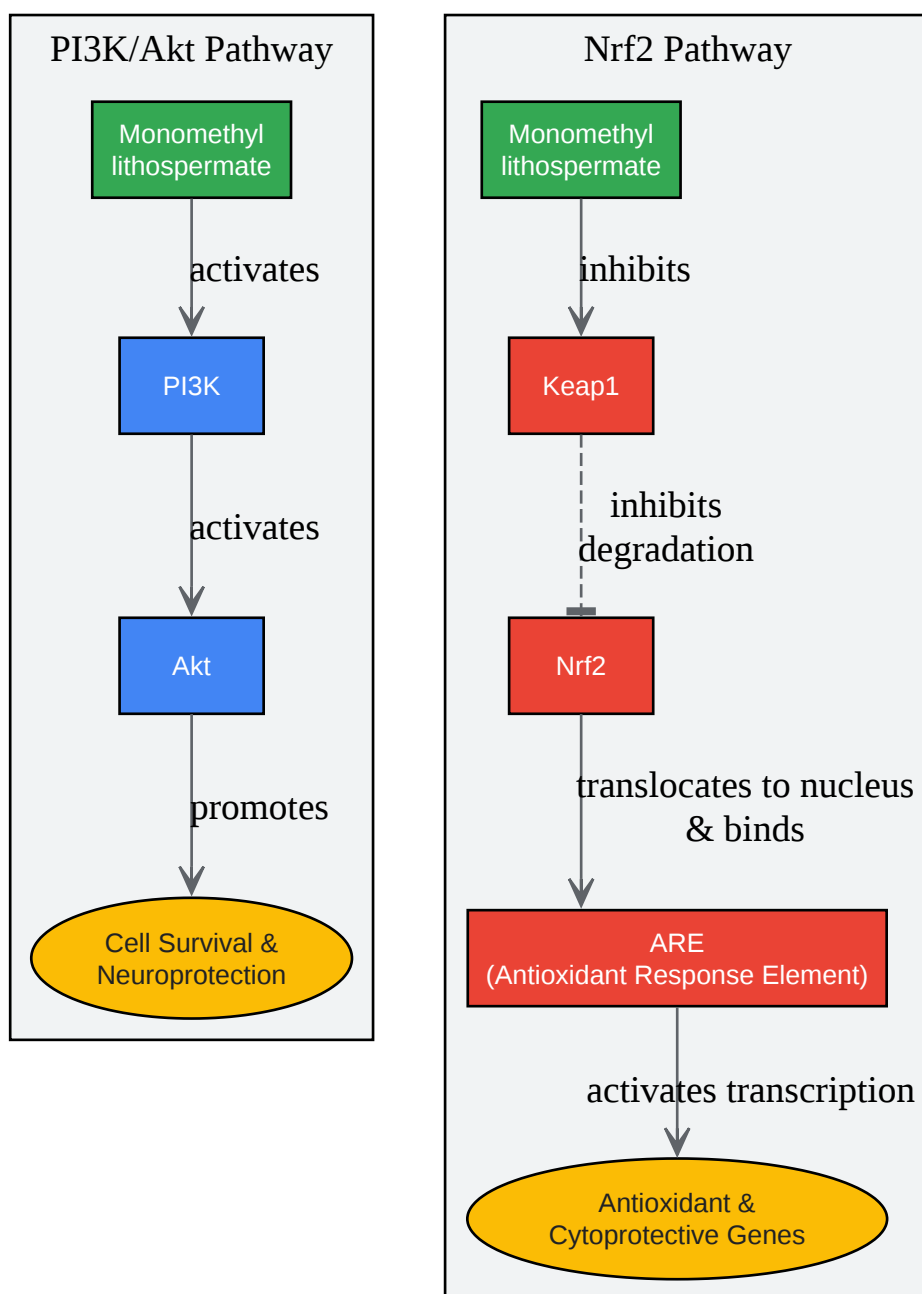 PI3K/Akt Pathway
Monomethyl
lithospermate
activates
PI3K
activates
Akt
promotes
Cell Survival &
Neuroprotection
Nrf2 Pathway
Monomethyl
lithospermate
inhibits
Keap1
inhibits
degradation
Nrf2
translocates to nucleus
& binds
ARE
(Antioxidant Response Element)
activates transcription
Antioxidant &
Cytoprotective Genes